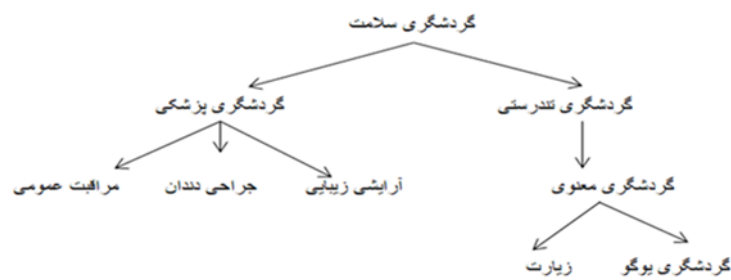 گردشگری سلامت
گردشگری تندرستی
گردشگری پزشکی
آرایشی زیبایی
جراحی دندان
مراقبت عمومی
گردشگری معنوی
گردشگری یوگو
زیارت